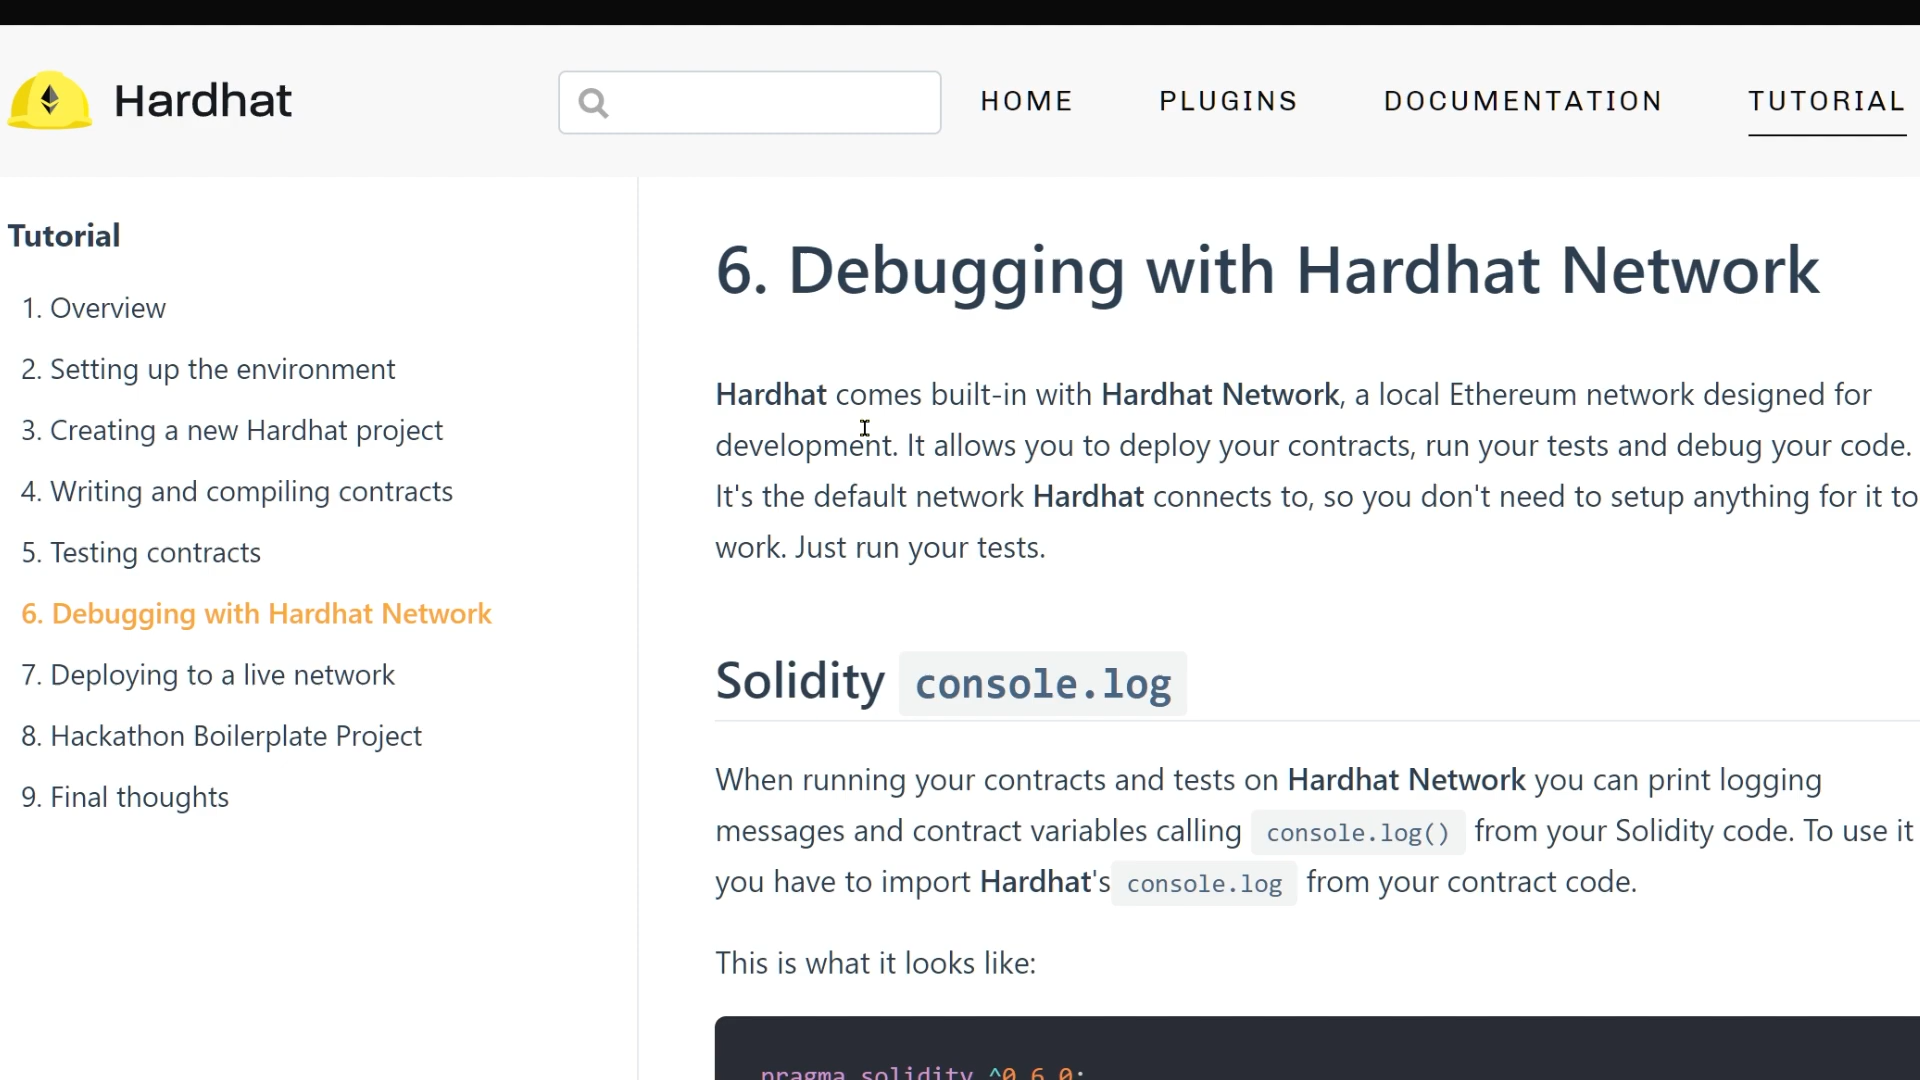 Hardhat
HOME
PLUGINS
DOCUMENTATION
TUTORIAL
Tutorial
1. Overview
2. Setting up the environment
3. Creating a new Hardhat project
4. Writing and compiling contracts
5. Testing contracts
6. Debugging with Hardhat Network
7. Deploying to a live network
8. Hackathon Boilerplate Project
9. Final thoughts
6. Debugging with Hardhat Network
Hardhat comes built-in with Hardhat Network, a local Ethereum network designed for
development. It allows you to deploy your contracts, run your tests and debug your code.
It's the default network Hardhat connects to, so you don't need to setup anything for it to
work. Just run your tests.
Solidity console.log
When running your contracts and tests on Hardhat Network you can print logging
messages and contract variables calling console.log() from your Solidity code. To use it
you have to import Hardhat's console.log from your contract code.
This is what it looks like:
pragma solidity ^0.6.0;